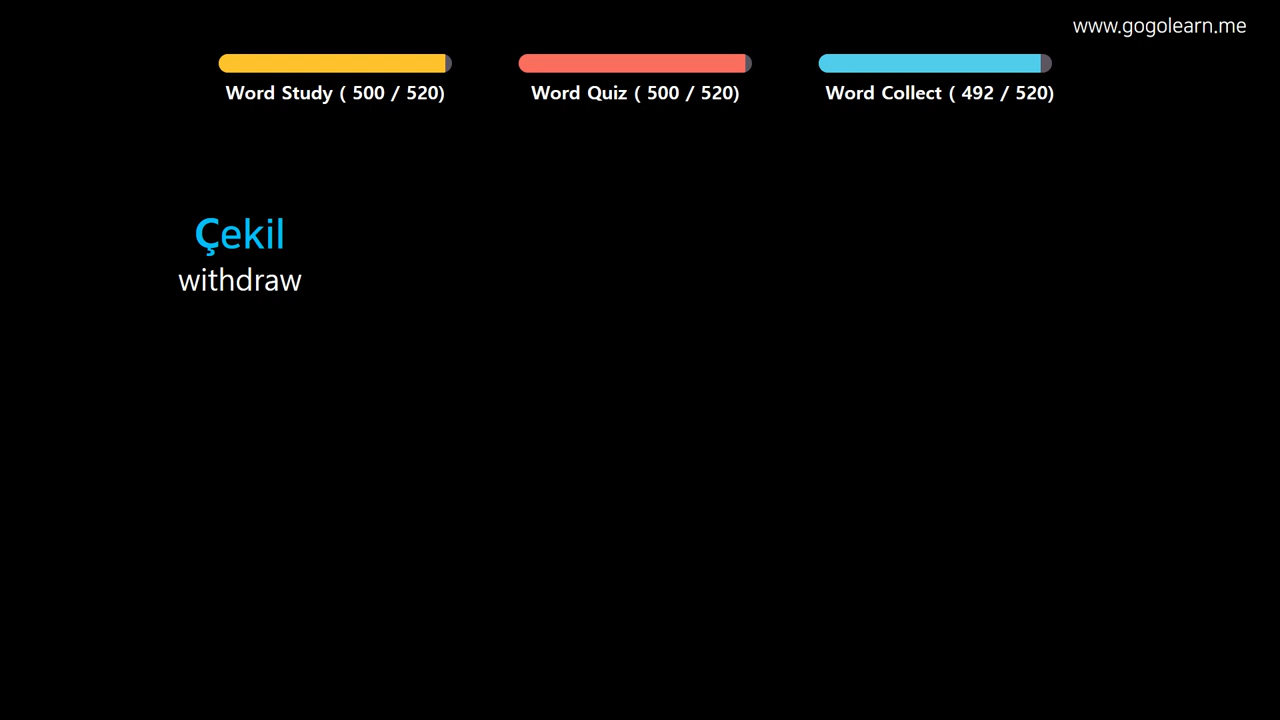 www.gogolearn.me
Word Study ( 500 / 520)
Word Quiz ( 500 / 520)
Word Collect ( 492 / 520)
Çekil
withdraw